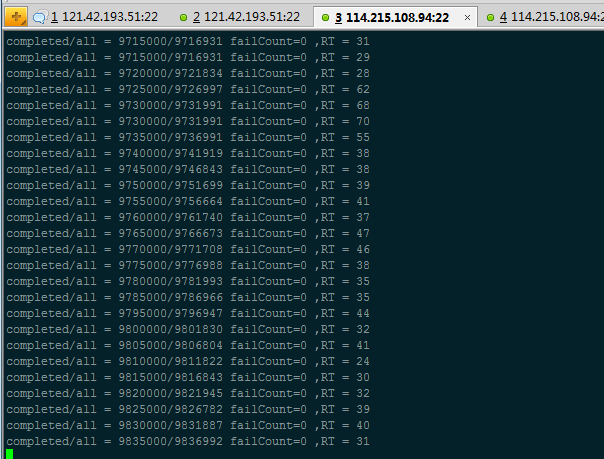 1 121.42.193.51:22 2 121.42.193.51:22 3 114.215.108.94:22 × 4 114.215.108.94:2
completed/all = 9715000/9716931 failCount=0 ,RT = 31
completed/all = 9715000/9716931 failCount=0 ,RT = 29
completed/all = 9720000/9721834 failCount=0 ,RT = 28
completed/all = 9725000/9726997 failCount=0 ,RT = 62
completed/all = 9730000/9731991 failCount=0 ,RT = 68
completed/all = 9730000/9731991 failCount=0 ,RT = 70
completed/all = 9735000/9736991 failCount=0 ,RT = 55
completed/all = 9740000/9741919 failCount=0 ,RT = 38
completed/all = 9745000/9746843 failCount=0 ,RT = 38
completed/all = 9750000/9751699 failCount=0 ,RT = 39
completed/all = 9755000/9756664 failCount=0 ,RT = 41
completed/all = 9760000/9761740 failCount=0 ,RT = 37
completed/all = 9765000/9766673 failCount=0 ,RT = 47
completed/all = 9770000/9771708 failCount=0 ,RT = 46
completed/all = 9775000/9776988 failCount=0 ,RT = 38
completed/all = 9780000/9781993 failCount=0 ,RT = 35
completed/all = 9785000/9786966 failCount=0 ,RT = 35
completed/all = 9795000/9796947 failCount=0 ,RT = 44
completed/all = 9800000/9801830 failCount=0 ,RT = 32
completed/all = 9805000/9806804 failCount=0 ,RT = 41
completed/all = 9810000/9811822 failCount=0 ,RT = 24
completed/all = 9815000/9816843 failCount=0 ,RT = 30
completed/all = 9820000/9821945 failCount=0 ,RT = 32
completed/all = 9825000/9826782 failCount=0 ,RT = 39
completed/all = 9830000/9831887 failCount=0 ,RT = 40
completed/all = 9835000/9836992 failCount=0 ,RT = 31